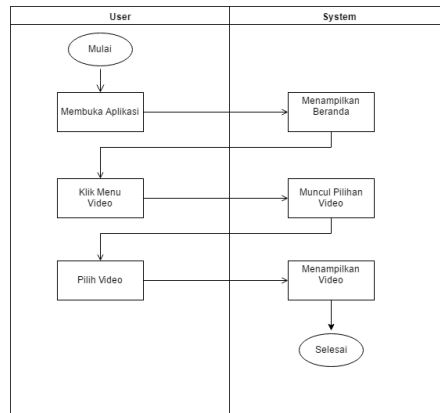 User
System
Mulai
Membuka Aplikasi
Menampilkan
Beranda
Klik Menu
Video
Muncul Pilihan
Video
Pilih Video
Menampilkan
Video
Selesai